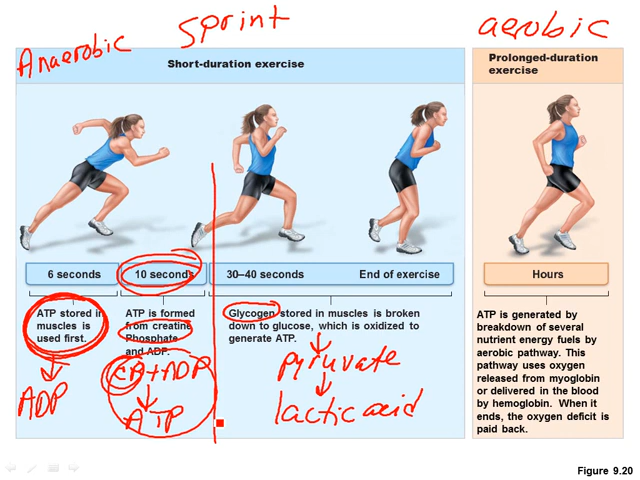 Sprint
aerobic
Anaerobic
Short-duration exercise
Prolonged-duration
exercise
6 seconds
10 seconds
30–40 seconds
End of exercise
Hours
ATP stored in
muscles is
used first.
ATP is formed
from creatine
Phosphate
and ADP.
Glycogen stored in muscles is broken
down to glucose, which is oxidized to
generate ATP.
ATP is generated by
breakdown of several
nutrient energy fuels by
aerobic pathway. This
pathway uses oxygen
released from myoglobin
or delivered in the blood
by hemoglobin. When it
ends, the oxygen deficit is
paid back.
ADP
CP+ADP
ATP
pyruvate
lactic acid
Figure 9.20